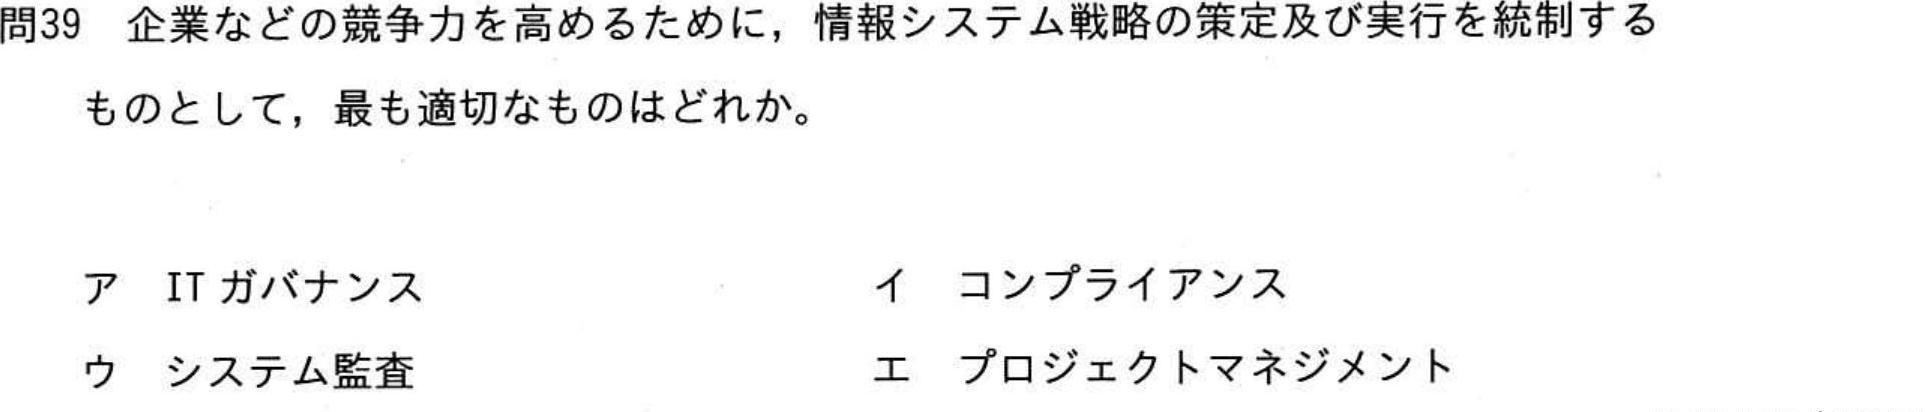 問39　企業などの競争力を高めるために，情報システム戦略の策定及び実行を統制する
ものとして，最も適切なものはどれか。
ア　IT ガバナンス　イ　コンプライアンス
ウ　システム監査　エ　プロジェクトマネジメント